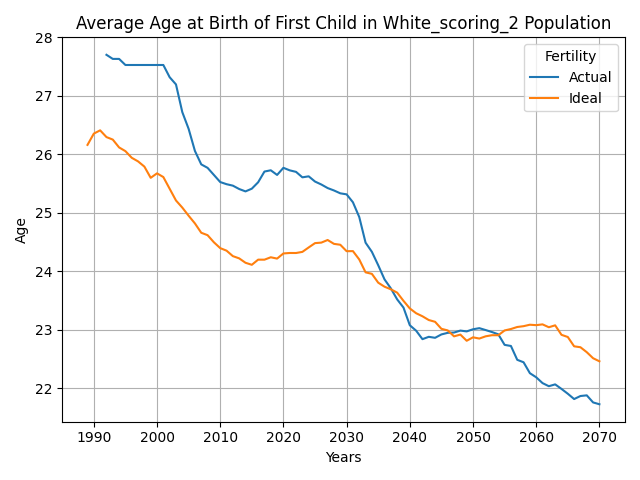 Average Age at Birth of First Child in White_scoring_2 Population
Fertility
Actual
Ideal
Age
28
27
26
25
24
23
22
1990 2000 2010 2020 2030 2040 2050 2060 2070
Years